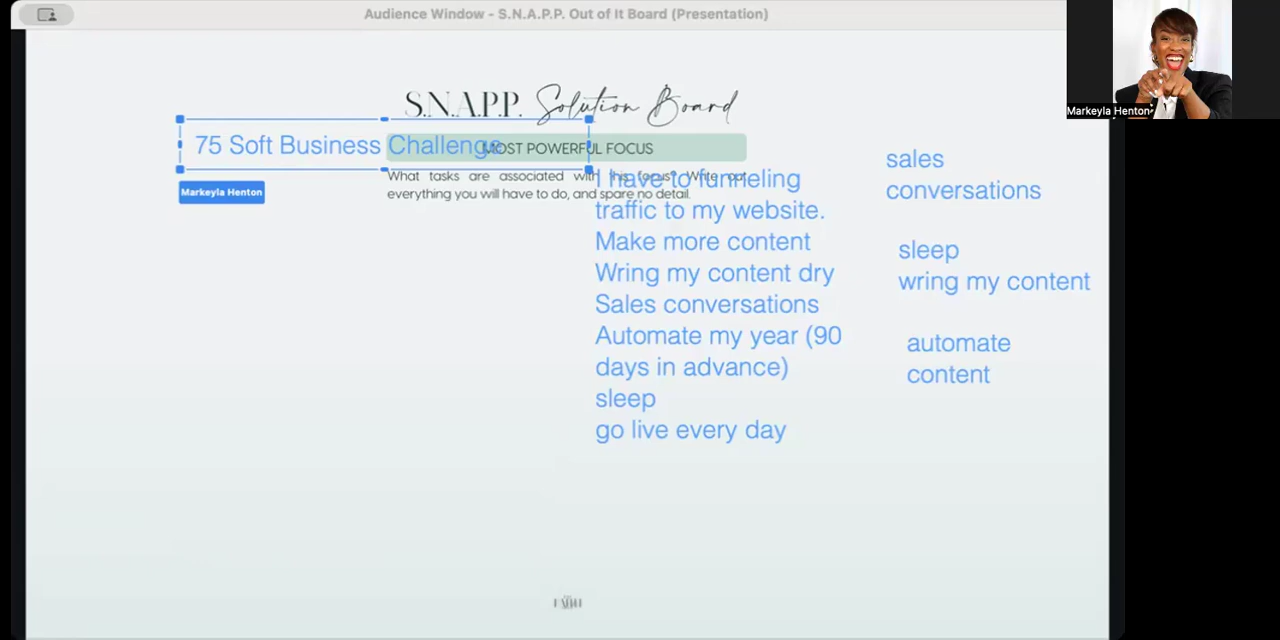 Audience Window - S.N.A.P.P. Out of It Board (Presentation)
Markeyla Henton
S.N.A.P.P. Solution Board
75 Soft Business Challenge
MOST POWERFUL FOCUS
Markeyla Henton
What tasks are associated with this focus? Write out
everything you will have to do, and spare no detail.
I have to funneling
traffic to my website.
Make more content
Wring my content dry
Sales conversations
Automate my year (90
days in advance)
sleep
go live every day
sales
conversations
sleep
wring my content
automate
content